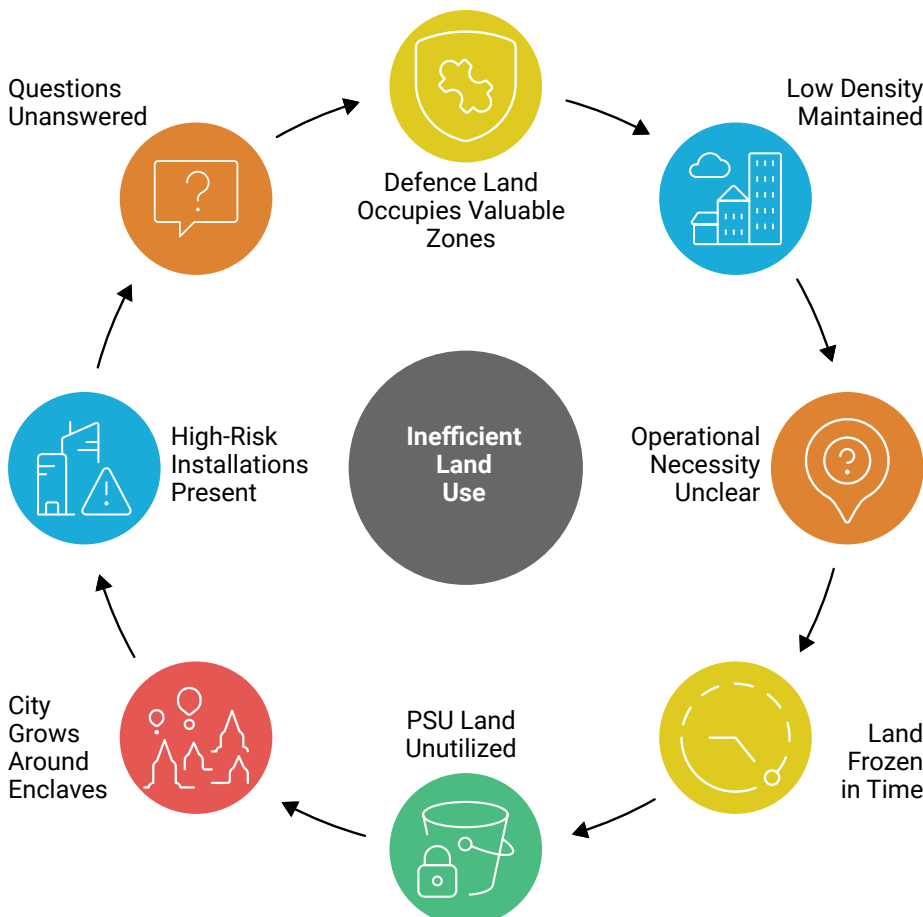 Questions
Unanswered
Defence Land
Occupies Valuable
Zones
Low Density
Maintained
Operational
Necessity
Unclear
Land
Frozen
in Time
PSU Land
Unutilized
City
Grows
Around
Enclaves
High-Risk
Installations
Present
Inefficient
Land
Use
?
?
!